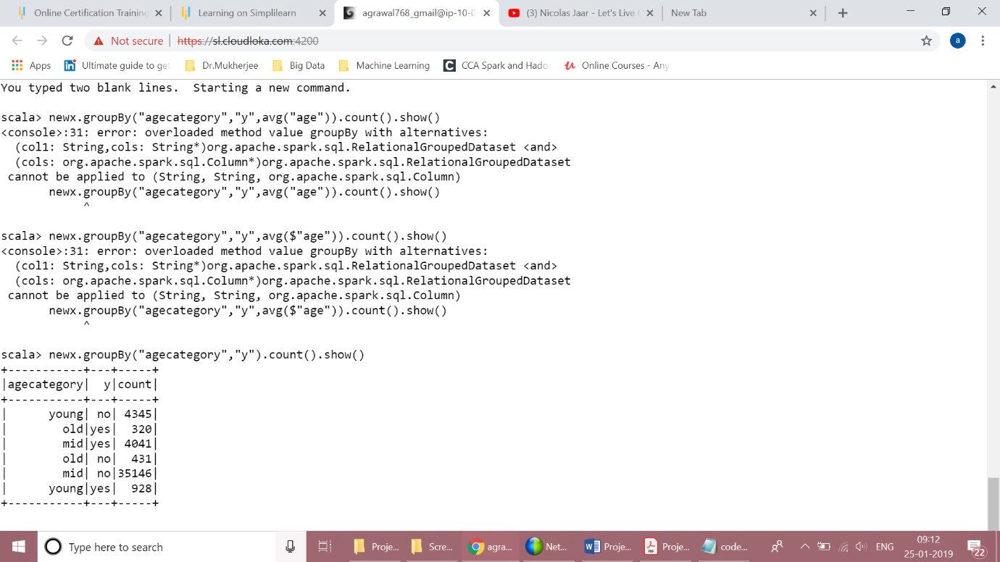 Online Certification Training
Learning on Simplilearn
agrawal768_gmail@ip-10-0
(3) Nicolas Jaar - Let's Live
New Tab
Not secure | https://sl.cloudloka.com:4200
a
Apps
Ultimate guide to get
Dr.Mukherjee
Big Data
Machine Learning
C CCA Spark and Hado
Online Courses - Any
You typed two blank lines.  Starting a new command.
scala> newx.groupBy("agecategory","y",avg("age")).count().show()
<console>:31: error: overloaded method value groupBy with alternatives:
  (col1: String,cols: String*)org.apache.spark.sql.RelationalGroupedDataset <and>
  (cols: org.apache.spark.sql.Column*)org.apache.spark.sql.RelationalGroupedDataset
 cannot be applied to (String, String, org.apache.spark.sql.Column)
       newx.groupBy("agecategory","y",avg("age")).count().show()
            ^
scala> newx.groupBy("agecategory","y",avg($"age")).count().show()
<console>:31: error: overloaded method value groupBy with alternatives:
  (col1: String,cols: String*)org.apache.spark.sql.RelationalGroupedDataset <and>
  (cols: org.apache.spark.sql.Column*)org.apache.spark.sql.RelationalGroupedDataset
 cannot be applied to (String, String, org.apache.spark.sql.Column)
       newx.groupBy("agecategory","y",avg($"age")).count().show()
            ^
scala> newx.groupBy("agecategory","y").count().show()
+-----------+---+-----+
|agecategory|  y|count|
+-----------+---+-----+
|      young| no| 4345|
|        old|yes|  320|
|        mid|yes| 4041|
|        old| no|  431|
|        mid| no|35146|
|      young|yes|  928|
+-----------+---+-----+
Type here to search
Proje...
Scre...
agra...
Net...
Proje...
Proje...
code...
ENG
09:12
25-01-2019
22